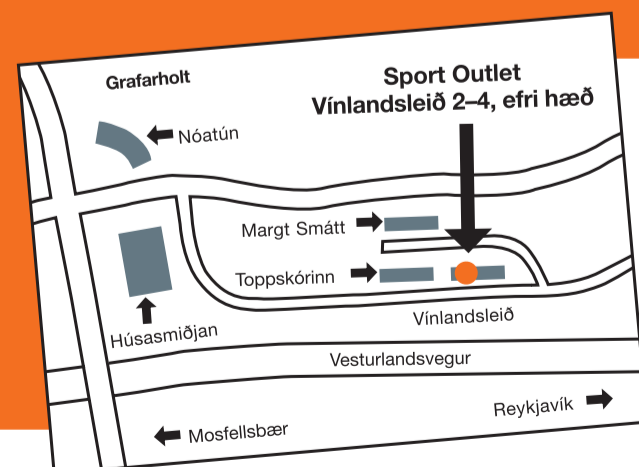 Grafarholt
Sport Outlet
Vínlandsleið 2–4, efri hæð
Nóatún
Margt Smátt
Toppskórinn
Húsasmiðjan
Vínlandsleið
Vesturlandsvegur
Mosfellsbær
Reykjavík